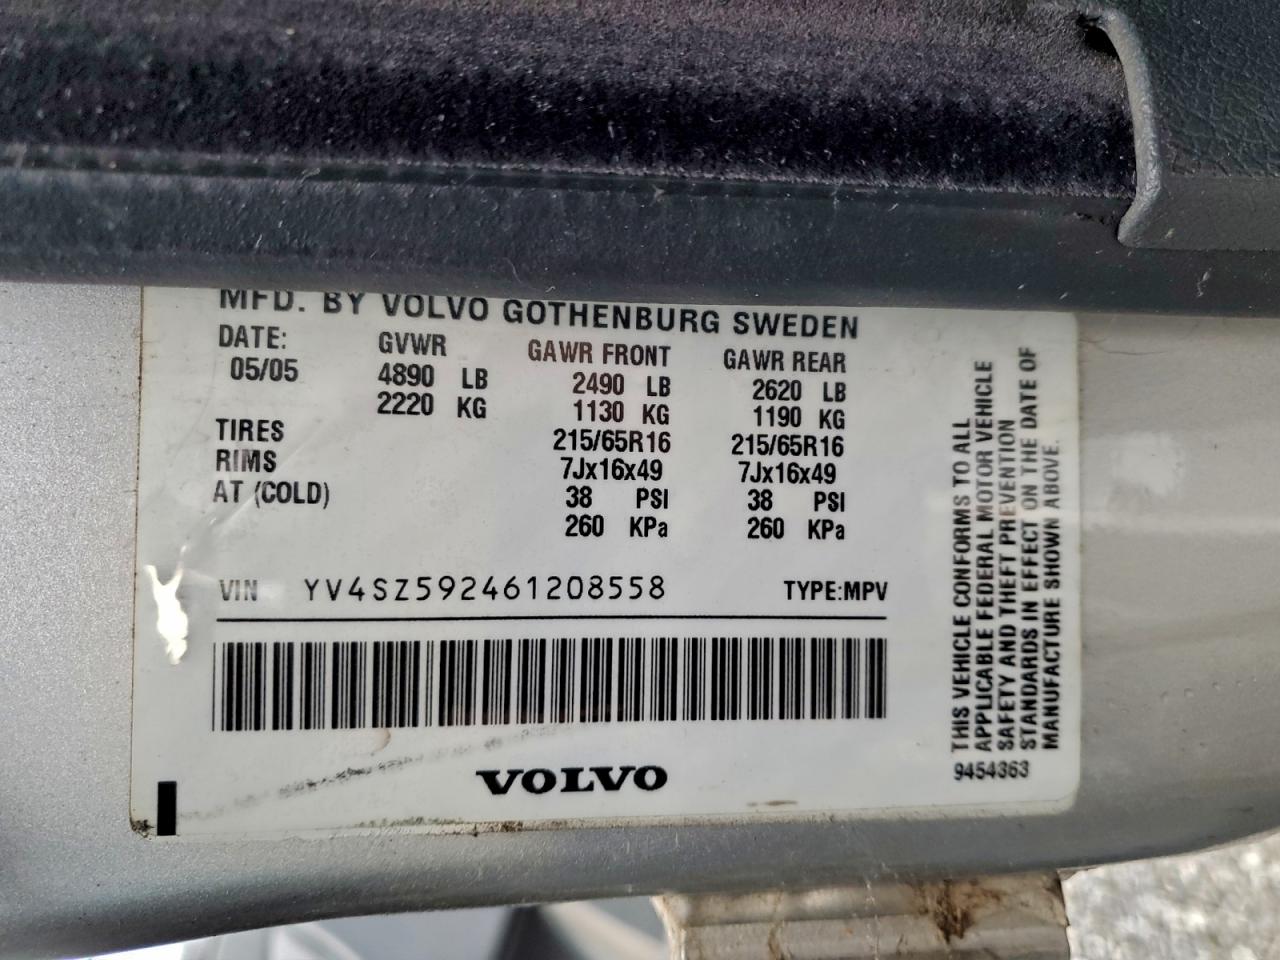 MFD. BY VOLVO GOTHENBURG SWEDEN
DATE: GVWR GAWR FRONT GAWR REAR
05/05 4890 LB 2490 LB 2620 LB
2220 KG 1130 KG 1190 KG
TIRES 215/65R16 215/65R16
RIMS 7Jx16x49 7Jx16x49
AT (COLD) 38 PSI 38 PSI
260 KPa 260 KPa
VIN YV4SZ592461208558 TYPE:MPV
VOLVO
THIS VEHICLE CONFORMS TO ALL
APPLICABLE FEDERAL MOTOR VEHICLE
SAFETY AND THEFT PREVENTION
STANDARDS IN EFFECT ON THE DATE OF
MANUFACTURE SHOWN ABOVE.
9454363